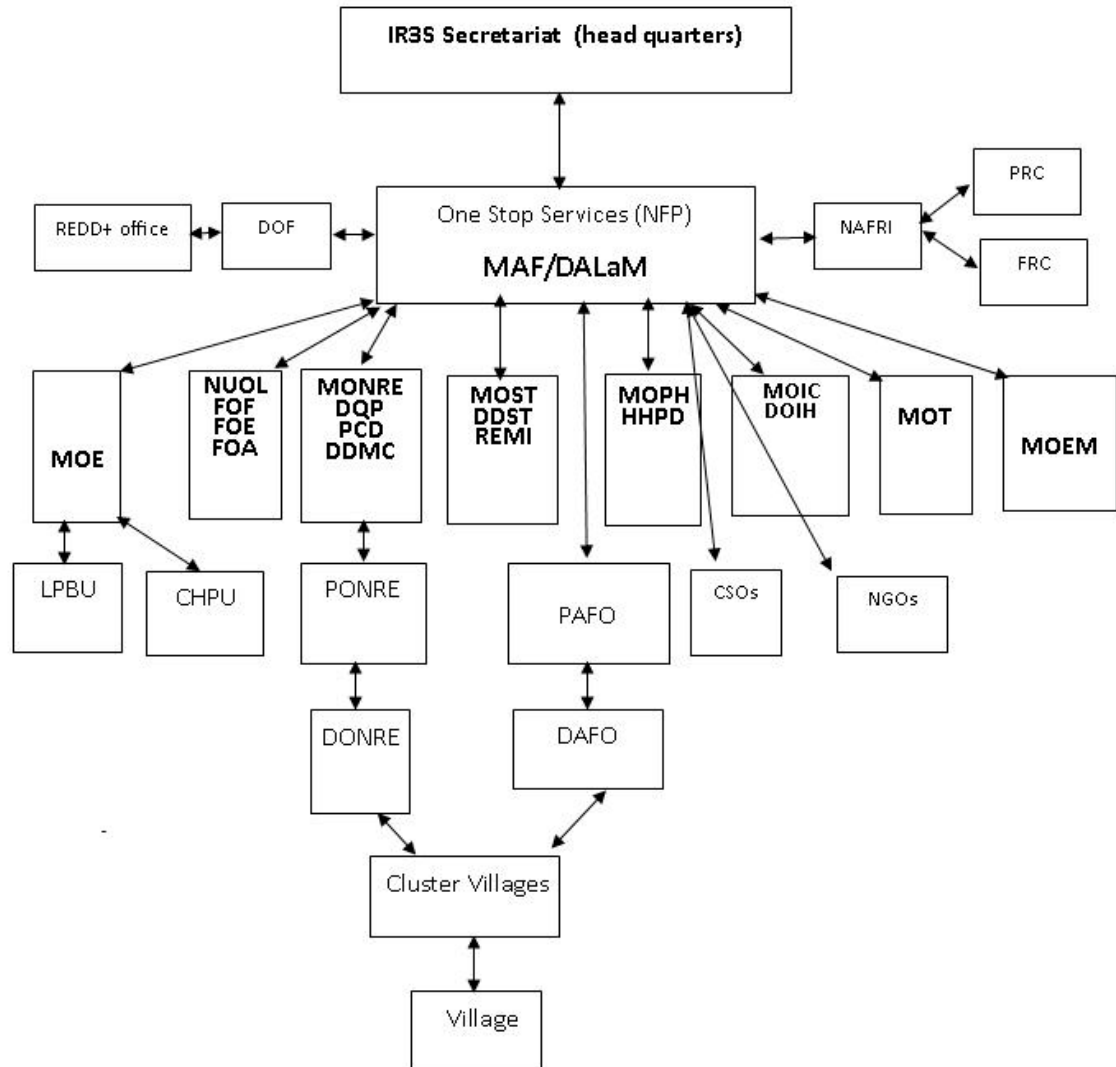 IR3S Secretariat (head quarters)
PRC
One Stop Services (NFP)
REDD+ office
DOF
NAFRI
MAF/DALaM
FRC
MOE
NUOL
FOF
FOE
FOA
MONRE
DQP
PCD
DDMC
MOST
DDST
REMI
MOPH
HHPD
MOIC
DOIH
MOT
MOEM
LPBU
CHPU
PONRE
PAFO
CSOs
NGOs
DONRE
DAFO
Cluster Villages
Village